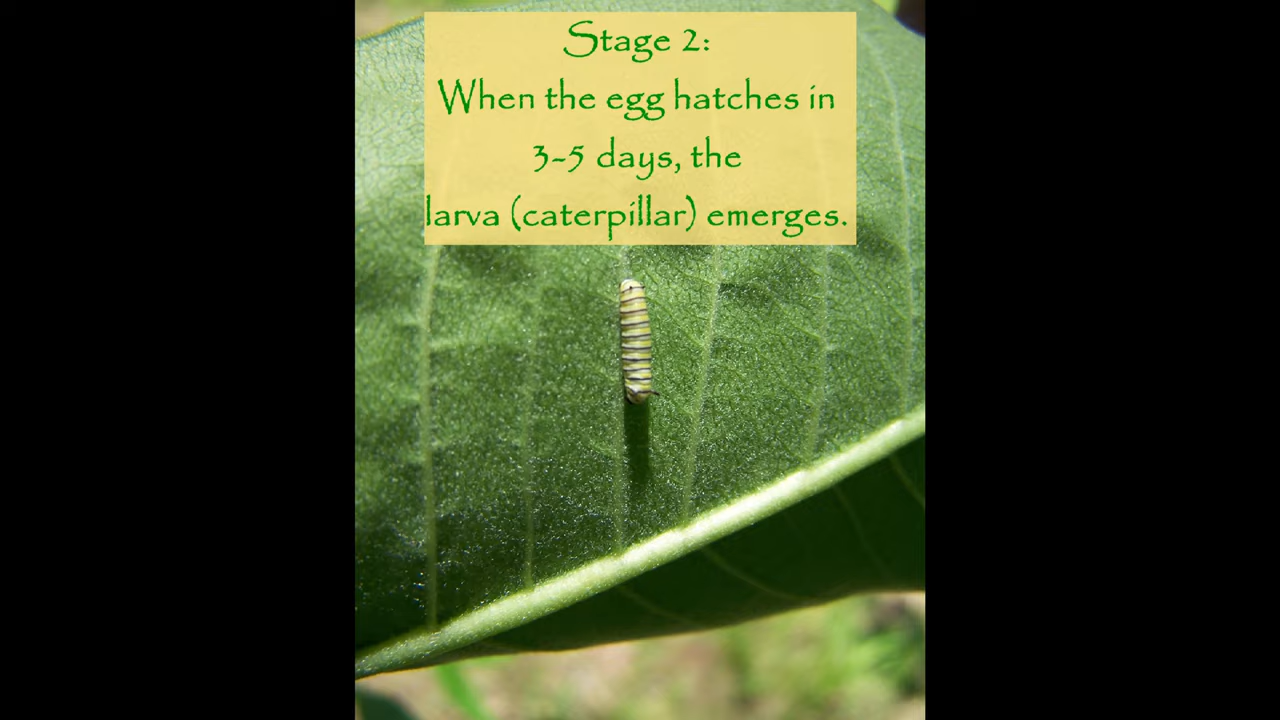 Stage 2:
When the egg hatches in
3-5 days, the
larva (caterpillar) emerges.